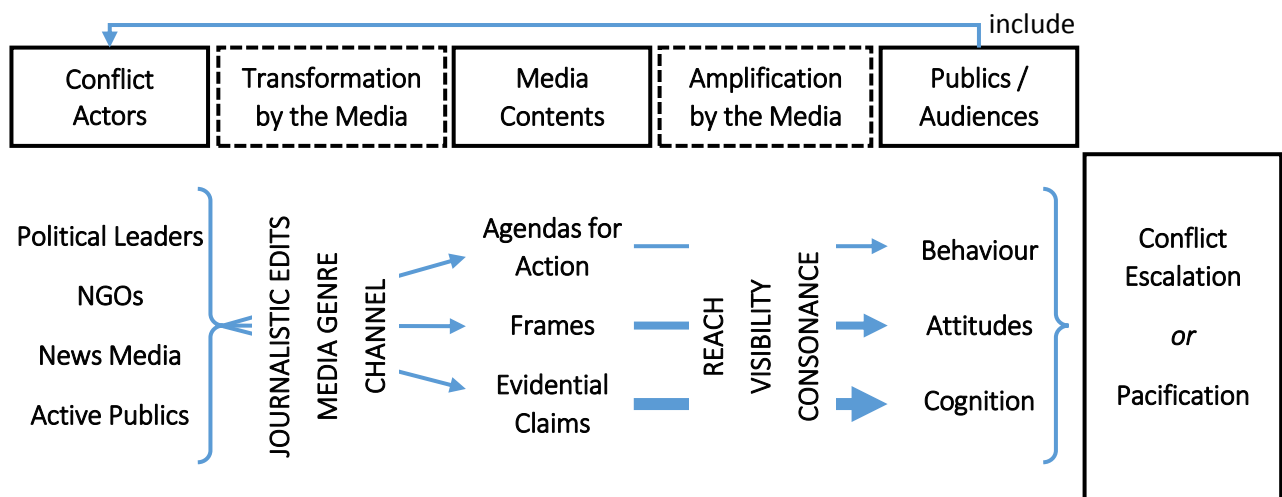 include
Conflict
Actors
Transformation
by the Media
Media
Contents
Amplification
by the Media
Publics /
Audiences
Political Leaders
NGOs
News Media
Active Publics
JOURNALISTIC EDITS
MEDIA GENRE
CHANNEL
Agendas for
Action
Frames
Evidential
Claims
REACH
VISIBILITY
CONSONANCE
Behaviour
Attitudes
Cognition
Conflict
Escalation
or
Pacification